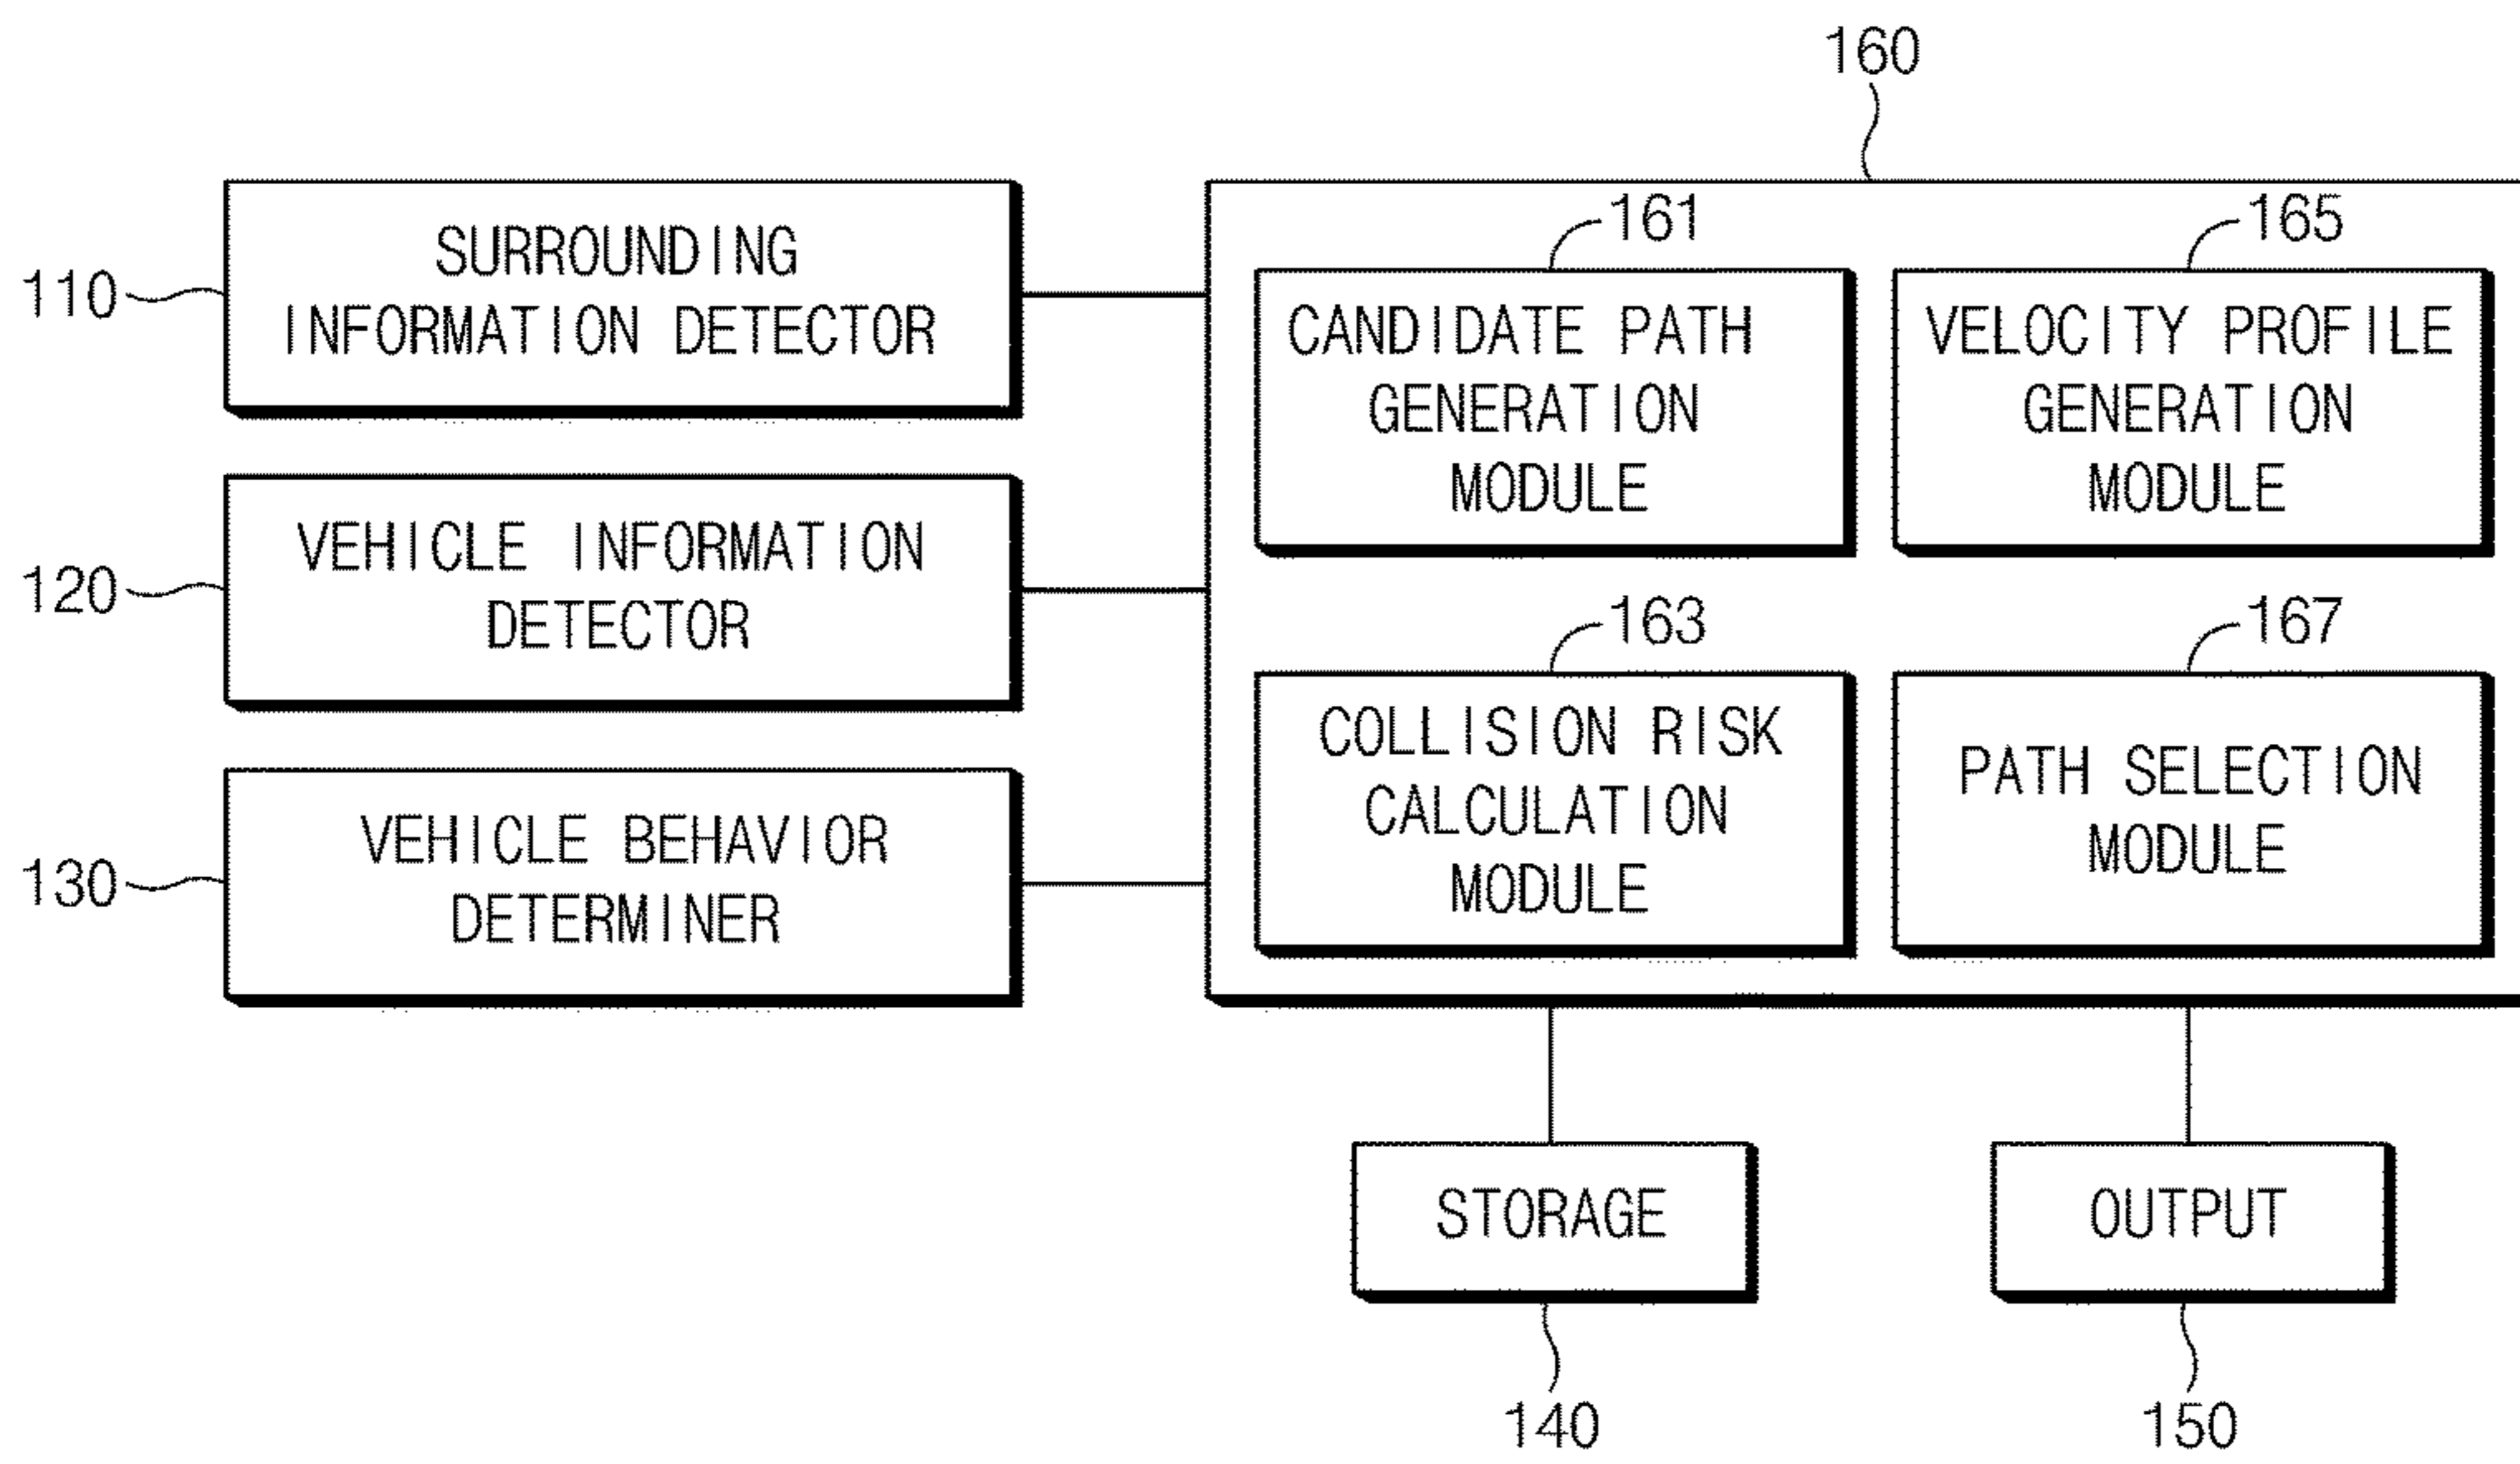 160
110
SURROUNDING
INFORMATION DETECTOR
120
VEHICLE INFORMATION
DETECTOR
130
VEHICLE BEHAVIOR
DETERMINER
161
CANDIDATE PATH
GENERATION
MODULE
165
VELOCITY PROFILE
GENERATION
MODULE
163
COLLISION RISK
CALCULATION
MODULE
167
PATH SELECTION
MODULE
STORAGE
140
OUTPUT
150